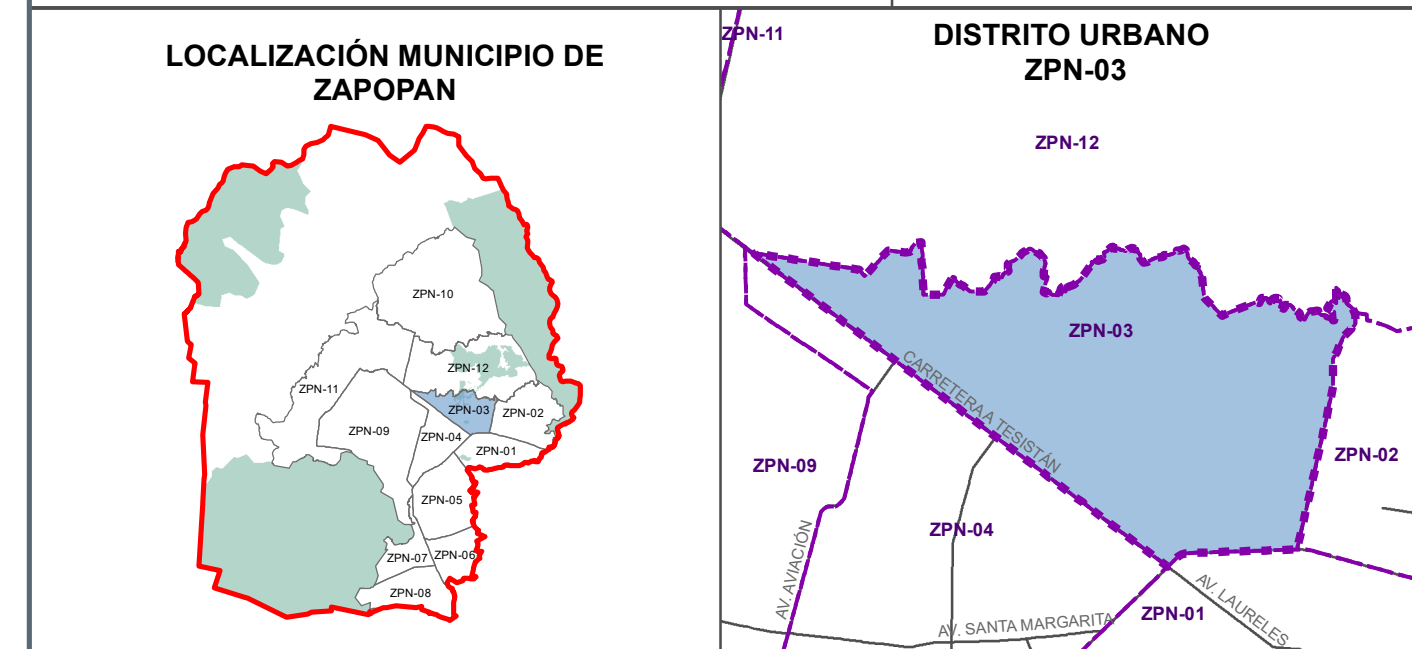 LOCALIZACIÓN MUNICIPIO DE
ZAPOPAN
ZPN-10
ZPN-12
ZPN-11
ZPN-03
ZPN-02
ZPN-09
ZPN-04
ZPN-01
ZPN-05
ZPN-07
ZPN-06
ZPN-08
DISTRITO URBANO
ZPN-03
ZPN-11
ZPN-12
ZPN-03
CARRETERA A TESISTÁN
ZPN-09
ZPN-02
ZPN-04
AV. AVIACIÓN
AV. SANTA MARGARITA
ZPN-01
AV. LAURELES